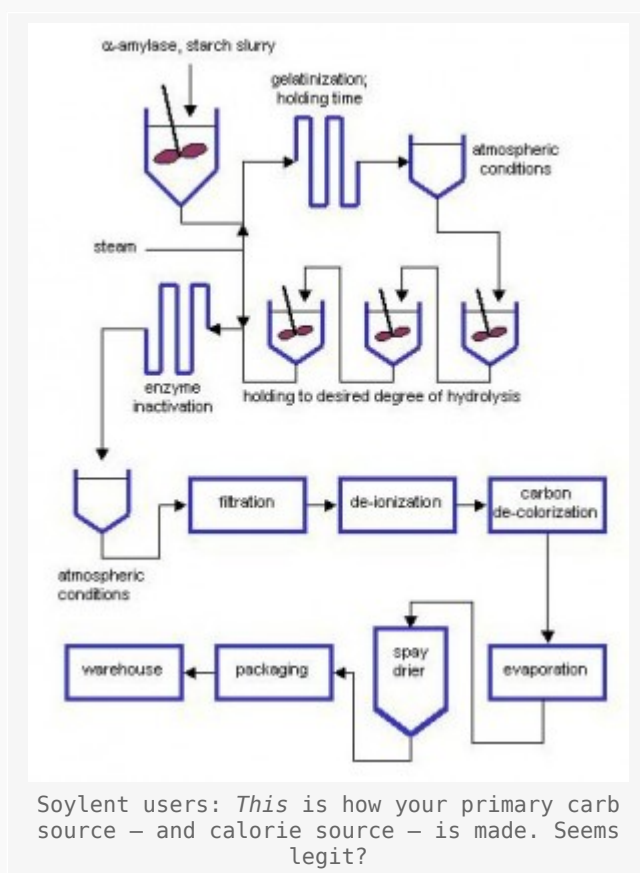 α-amylase, starch slurry
gelatinization;
holding time
atmospheric
conditions
steam
enzyme
inactivation
holding to desired degree of hydrolysis
filtration
de-ionization
carbon
de-colorization
atmospheric
conditions
warehouse
packaging
spay
drier
evaporation
Soylent users: This is how your primary carb
source – and calorie source – is made. Seems
legit?